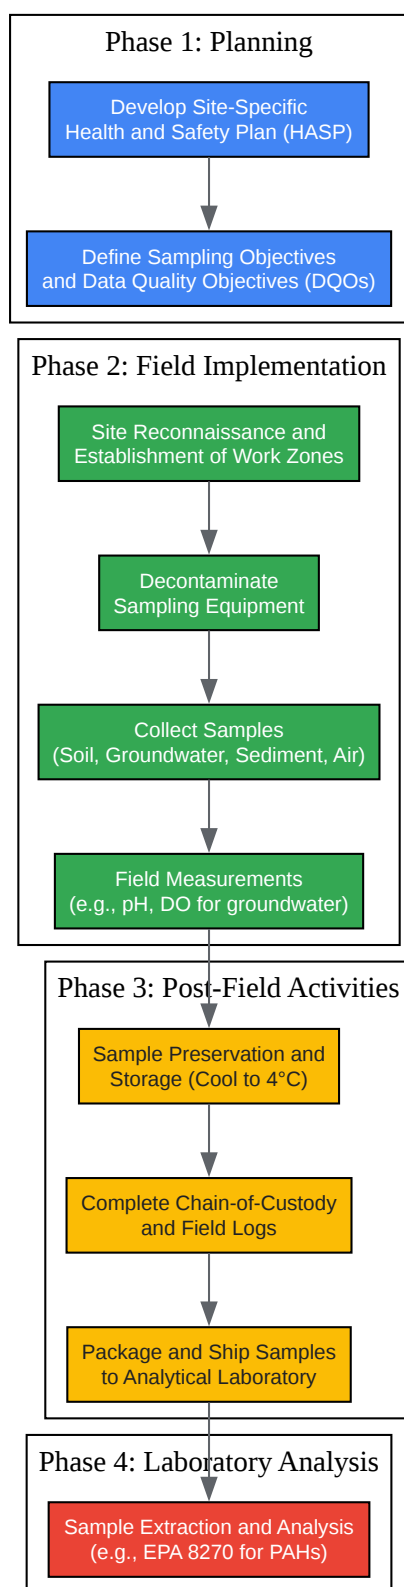 Phase 1: Planning
Develop Site-Specific
Health and Safety Plan (HASP)
Define Sampling Objectives
and Data Quality Objectives (DQOs)
Phase 2: Field Implementation
Site Reconnaissance and
Establishment of Work Zones
Decontaminate
Sampling Equipment
Collect Samples
(Soil, Groundwater, Sediment, Air)
Field Measurements
(e.g., pH, DO for groundwater)
Phase 3: Post-Field Activities
Sample Preservation and
Storage (Cool to 4°C)
Complete Chain-of-Custody
and Field Logs
Package and Ship Samples
to Analytical Laboratory
Phase 4: Laboratory Analysis
Sample Extraction and Analysis
(e.g., EPA 8270 for PAHs)